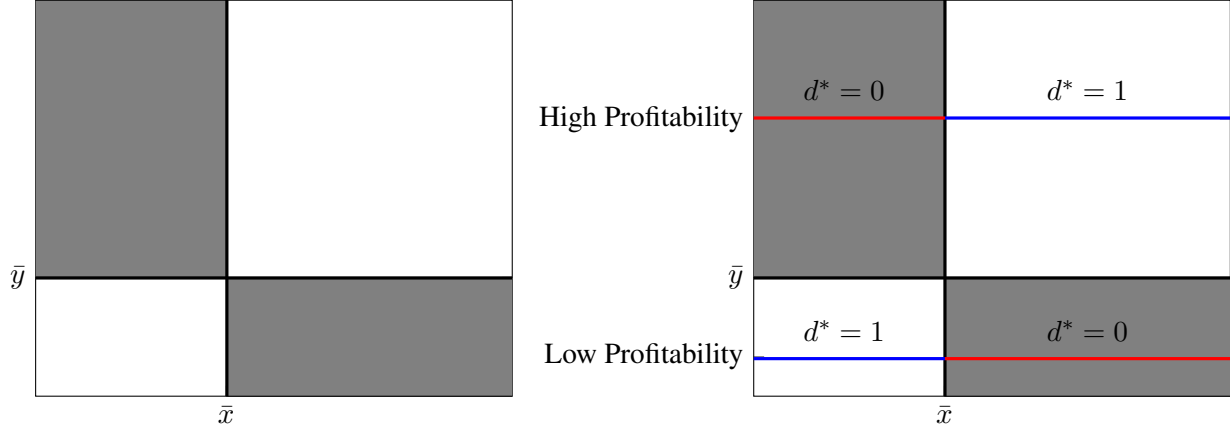 d* = 0
d* = 1
High Profitability
ȳ
ȳ
d* = 1
d* = 0
Low Profitability
x̄
x̄